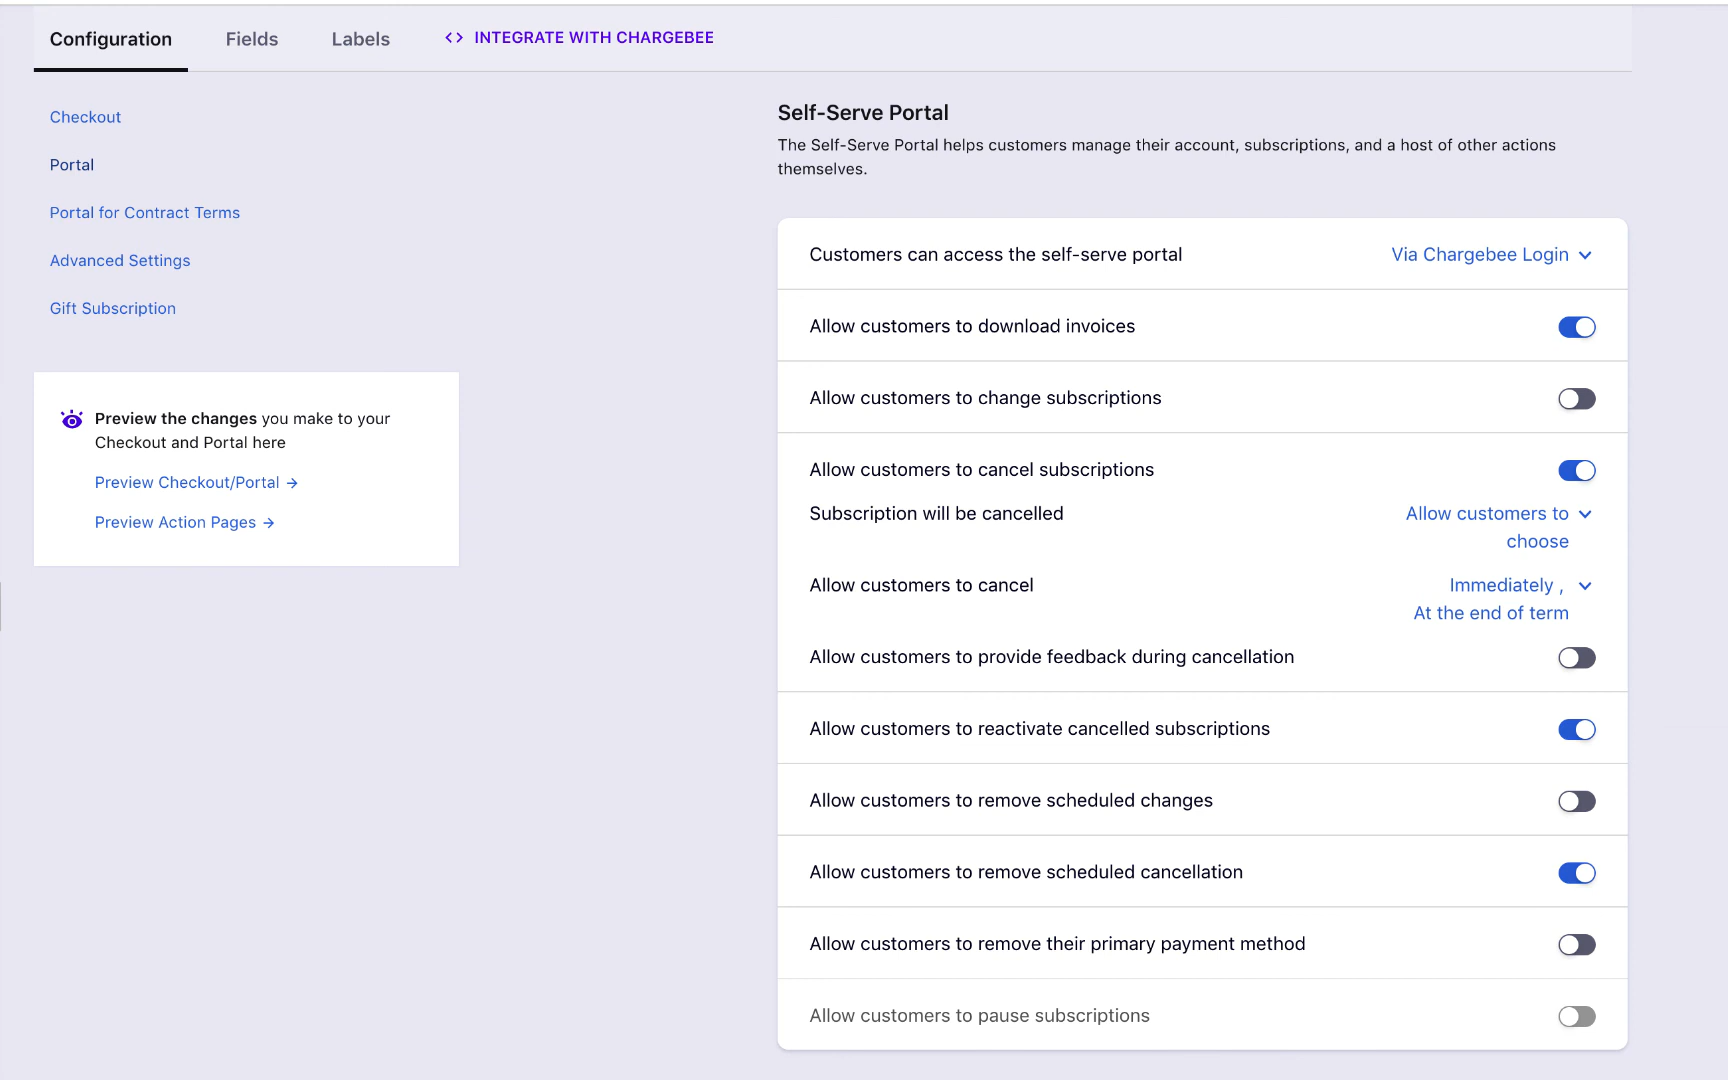 Configuration
Fields
Labels
<> INTEGRATE WITH CHARGEBEE
Checkout
Portal
Portal for Contract Terms
Advanced Settings
Gift Subscription
Preview the changes you make to your
Checkout and Portal here
Preview Checkout/Portal →
Preview Action Pages →
Self-Serve Portal
The Self-Serve Portal helps customers manage their account, subscriptions, and a host of other actions
themselves.
Customers can access the self-serve portal
Via Chargebee Login
Allow customers to download invoices
Allow customers to change subscriptions
Allow customers to cancel subscriptions
Subscription will be cancelled
Allow customers to
choose
Allow customers to cancel
Immediately ,
At the end of term
Allow customers to provide feedback during cancellation
Allow customers to reactivate cancelled subscriptions
Allow customers to remove scheduled changes
Allow customers to remove scheduled cancellation
Allow customers to remove their primary payment method
Allow customers to pause subscriptions